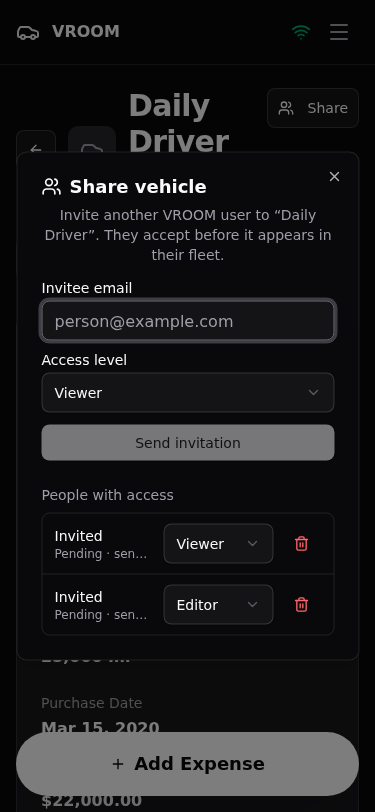 VROOM
Daily
Driver
Share
Share vehicle
Invite another VROOM user to “Daily
Driver”. They accept before it appears in
their fleet.
Invitee email
person@example.com
Access level
Viewer
Send invitation
People with access
Invited
Pending · sen...
Viewer
Invited
Pending · sen...
Editor
Purchase Date
Mar 15, 2020
+ Add Expense
$22,000.00